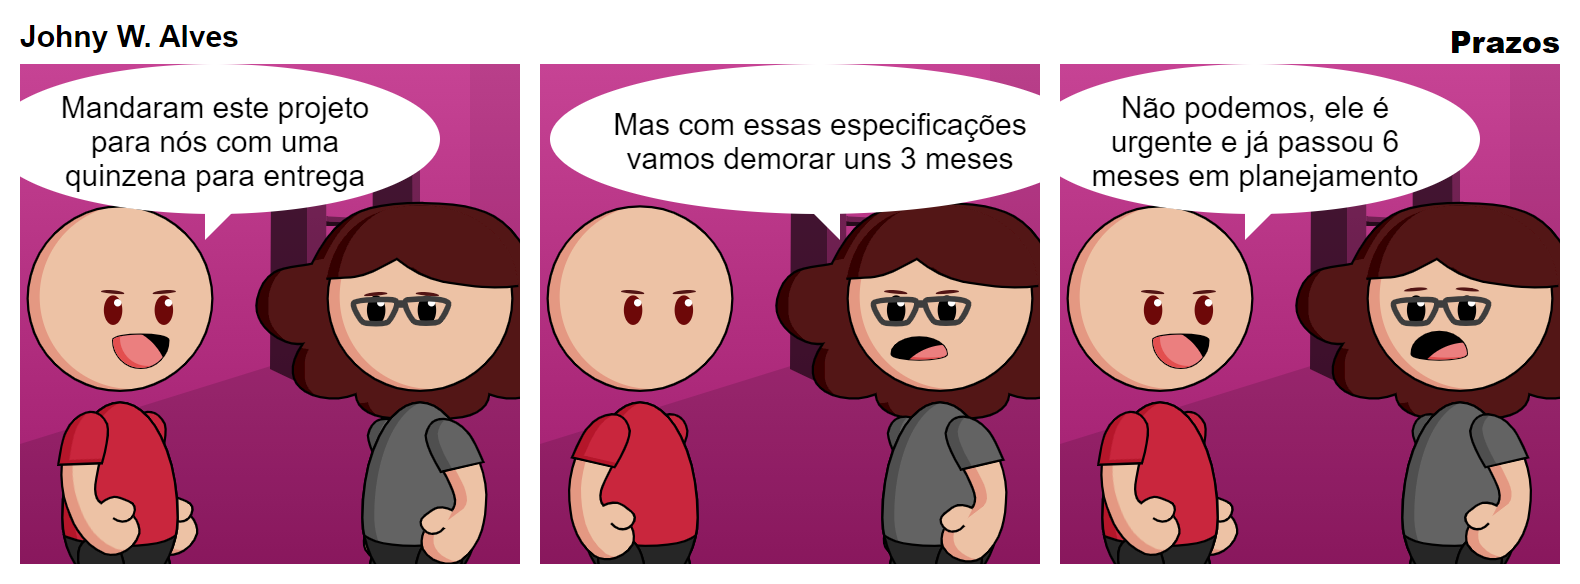 Johny W. Alves
Prazos
Mandaram este projeto
para nós com uma
quinzena para entrega
Mas com essas especificações
vamos demorar uns 3 meses
Não podemos, ele é
urgente e já passou 6
meses em planejamento